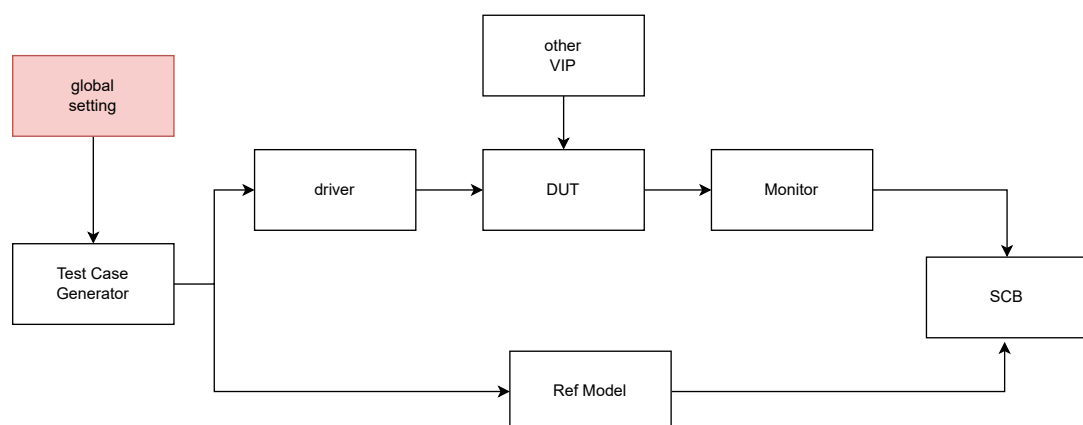 other
VIP
global
setting
driver
DUT
Monitor
Test Case
Generator
SCB
Ref Model